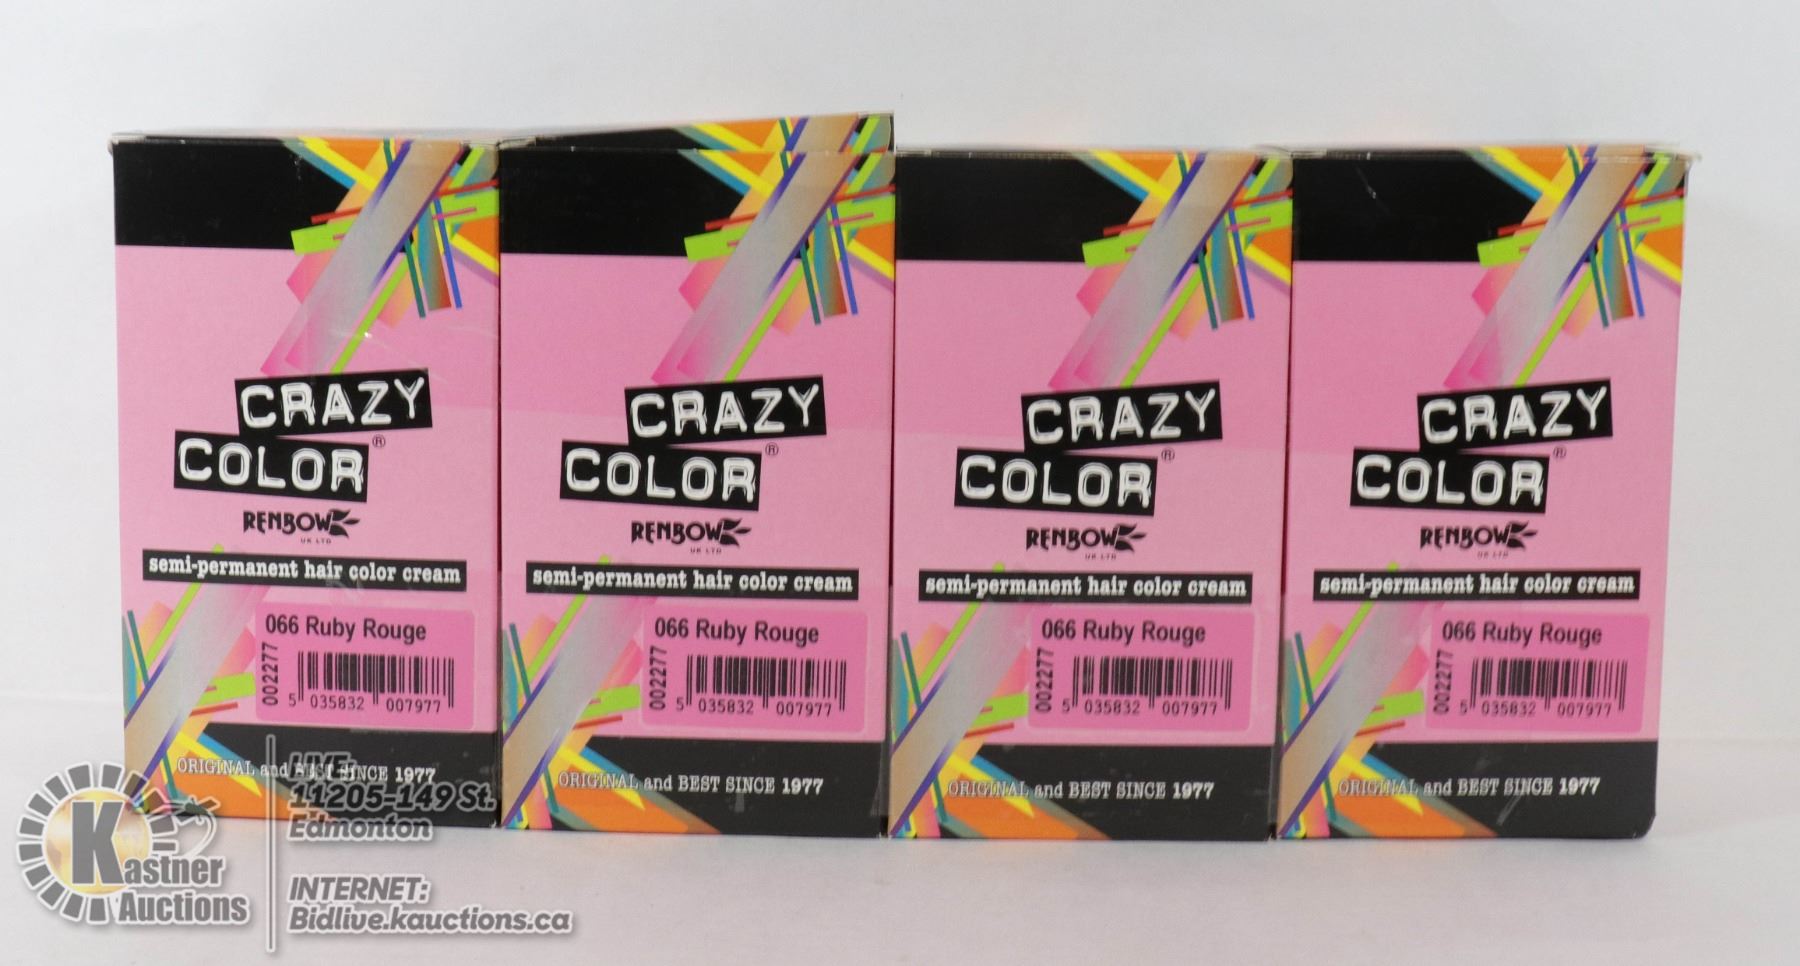 CRAZY
COLOR®
RENBOW
UK LTD
semi-permanent hair color cream
066 Ruby Rouge
002277
5 035832 007977
ORIGINAL and BEST SINCE 1977
CRAZY
COLOR®
RENBOW
UK LTD
semi-permanent hair color cream
066 Ruby Rouge
002277
5 035832 007977
ORIGINAL and BEST SINCE 1977
CRAZY
COLOR®
RENBOW
UK LTD
semi-permanent hair color cream
066 Ruby Rouge
002277
5 035832 007977
ORIGINAL and BEST SINCE 1977
CRAZY
COLOR®
RENBOW
UK LTD
semi-permanent hair color cream
066 Ruby Rouge
002277
5 035832 007977
ORIGINAL and BEST SINCE 1977
K
Kastner
Auctions
LIVE:
11205-149 St.
Edmonton
INTERNET:
Bidlive.kauctions.ca